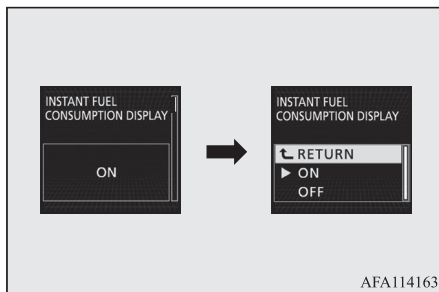 INSTANT FUEL
CONSUMPTION DISPLAY
ON
INSTANT FUEL
CONSUMPTION DISPLAY
RETURN
ON
OFF
AFA114163